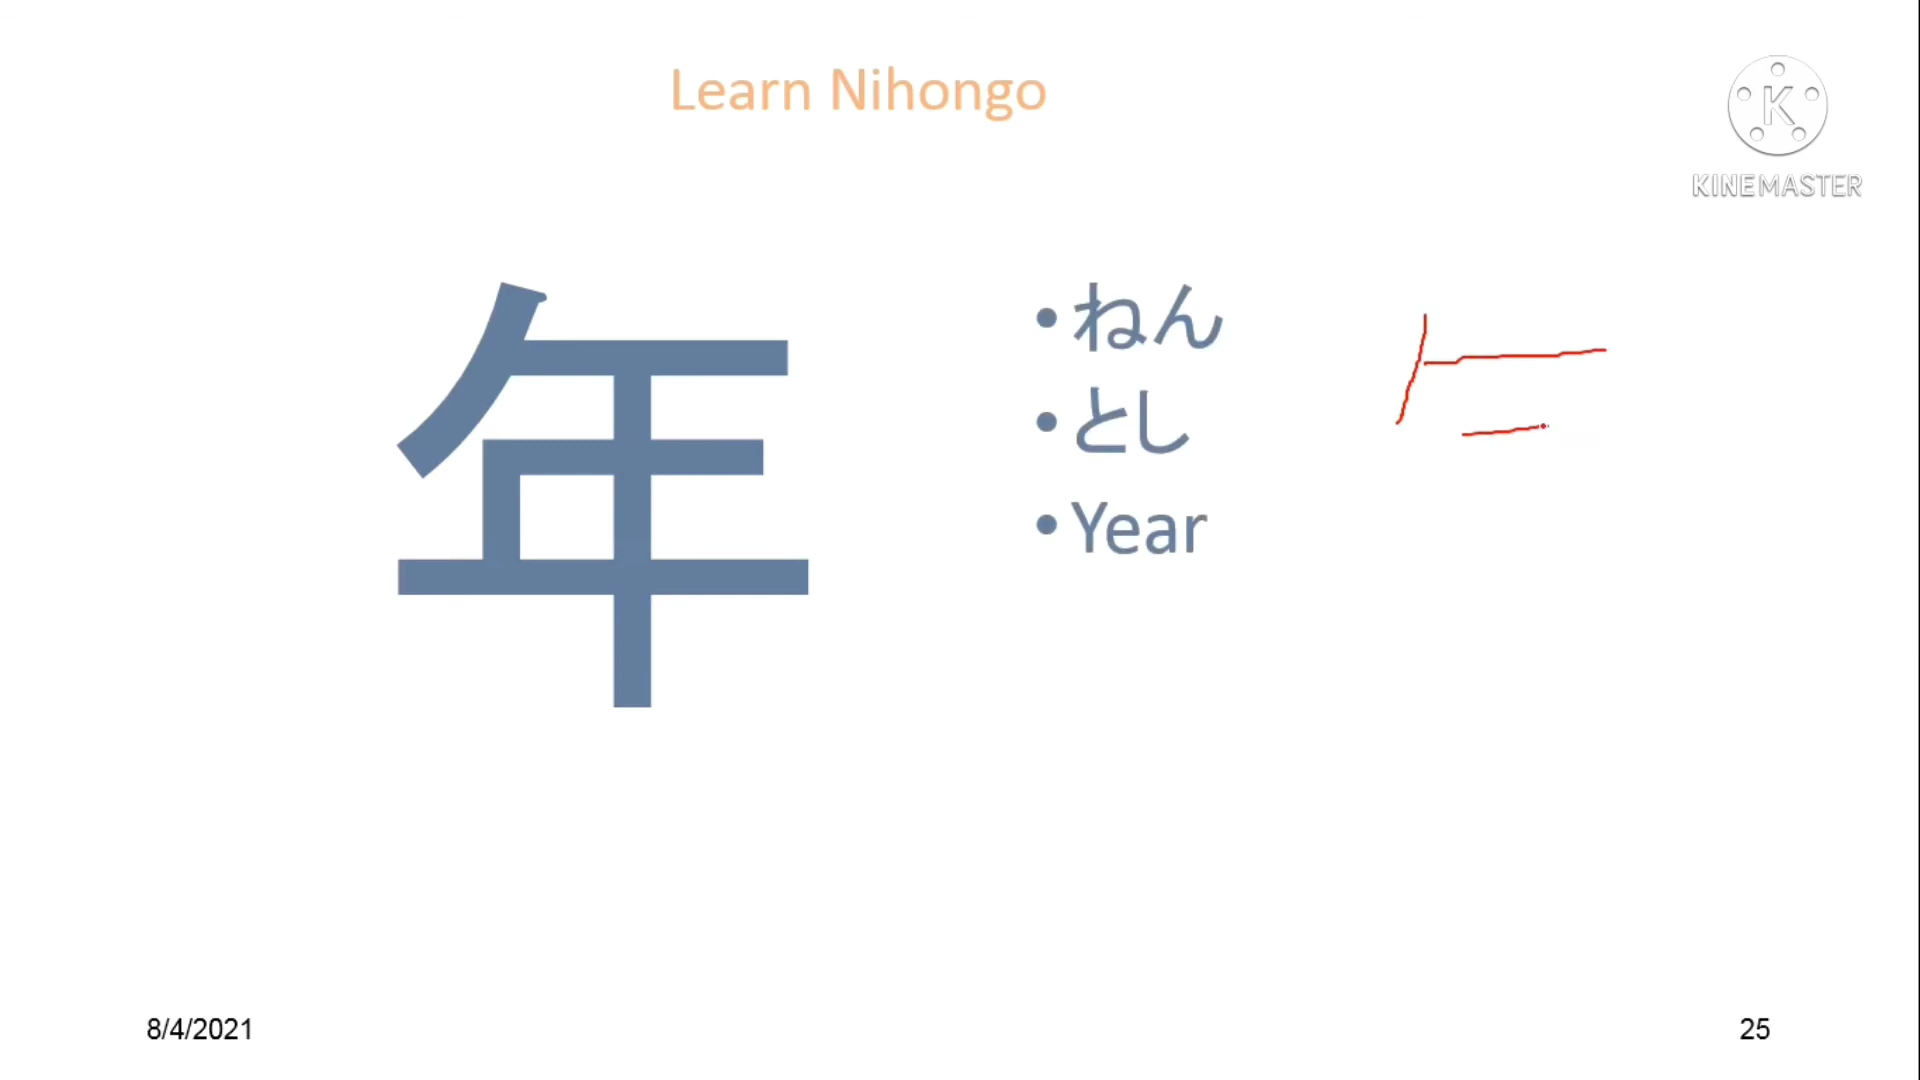 Learn Nihongo
K
KINEMASTER
年
• ねん
• とし
• Year
8/4/2021
25